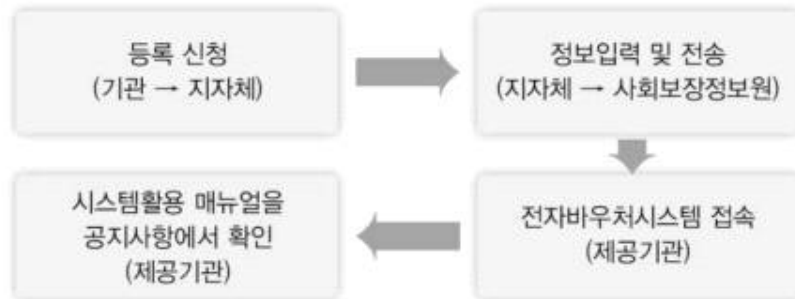 등록 신청
(기관 → 지자체)
정보입력 및 전송
(지자체 → 사회보장정보원)
전자바우처시스템 접속
(제공기관)
시스템활용 매뉴얼을
공지사항에서 확인
(제공기관)